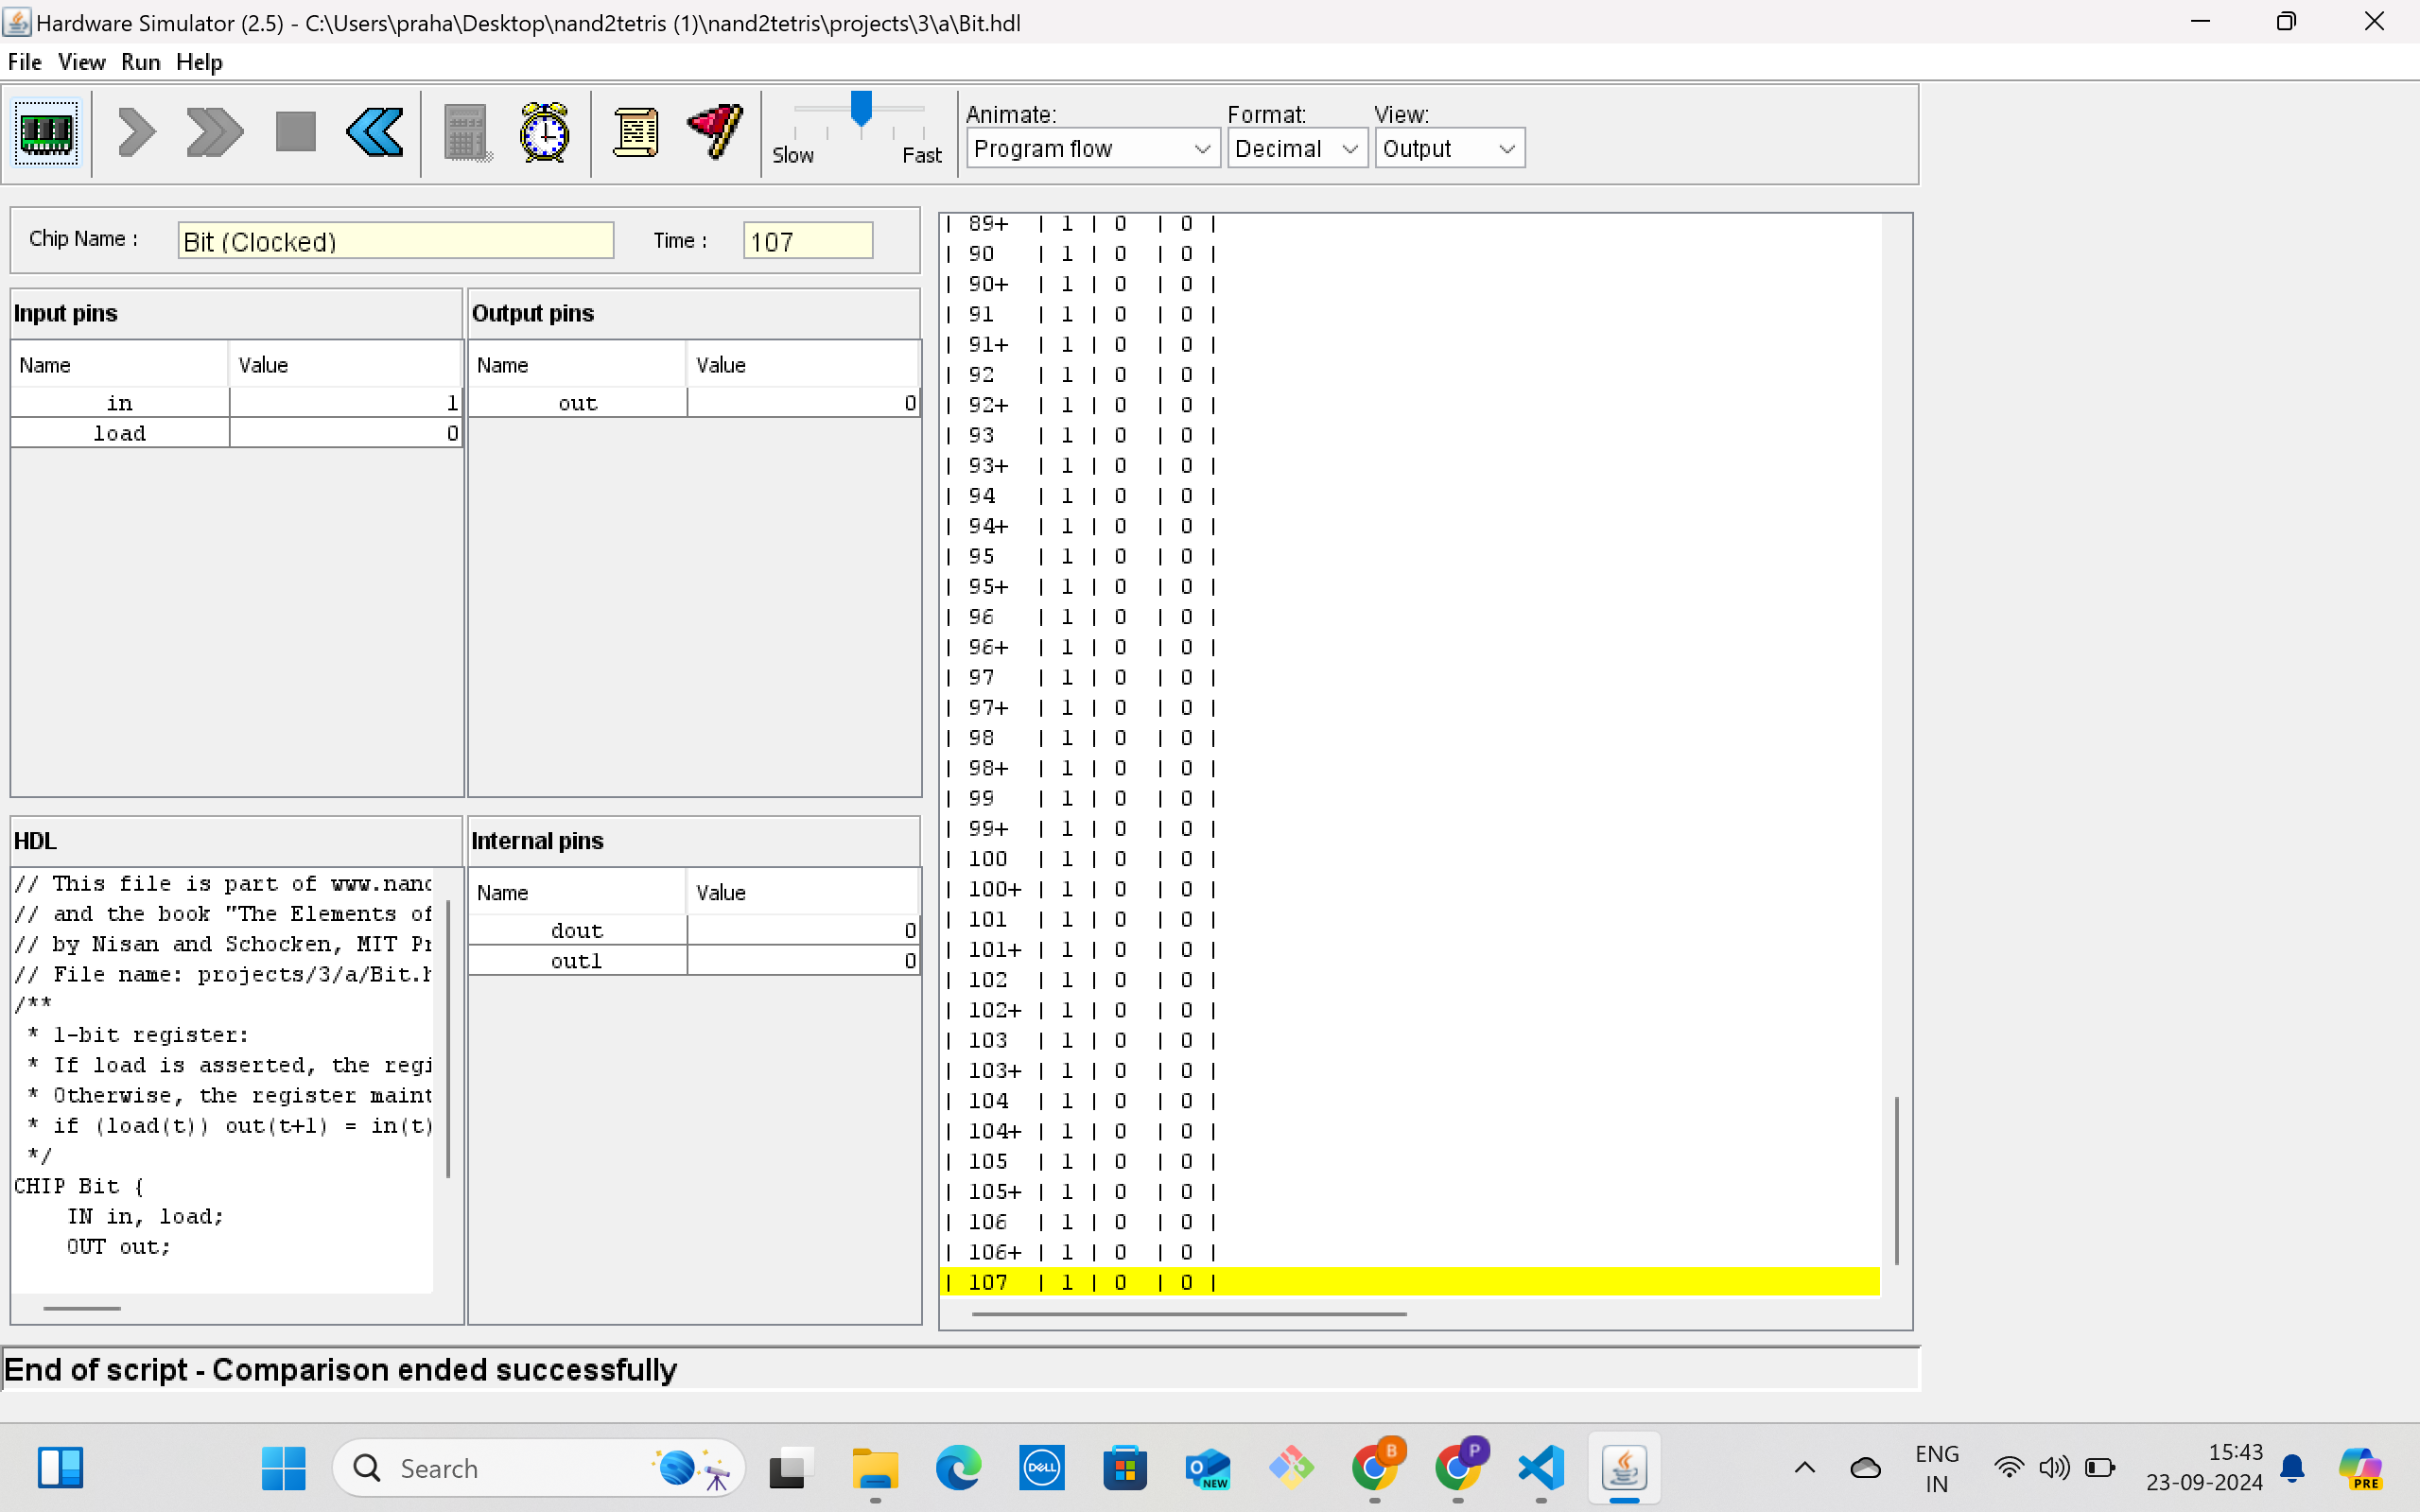 Hardware Simulator (2.5) - C:\Users\praha\Desktop\nand2tetris (1)\nand2tetris\projects\3\a\Bit.hdl
File View Run Help
Animate: Format: View:
Slow Fast Program flow Decimal Output
Chip Name : Bit (Clocked) Time : 107
Input pins
Name Value
in 1
load 0
Output pins
Name Value
out 0
HDL
// This file is part of www.nand
// and the book "The Elements of
// by Nisan and Schocken, MIT Pr
// File name: projects/3/a/Bit.h
/**
* 1-bit register:
* If load is asserted, the regi
* Otherwise, the register maint
* if (load(t)) out(t+1) = in(t)
*/
CHIP Bit {
IN in, load;
OUT out;
Internal pins
Name Value
dout 0
out1 0
| 89+ | 1 | 0 | 0 |
| 90 | 1 | 0 | 0 |
| 90+ | 1 | 0 | 0 |
| 91 | 1 | 0 | 0 |
| 91+ | 1 | 0 | 0 |
| 92 | 1 | 0 | 0 |
| 92+ | 1 | 0 | 0 |
| 93 | 1 | 0 | 0 |
| 93+ | 1 | 0 | 0 |
| 94 | 1 | 0 | 0 |
| 94+ | 1 | 0 | 0 |
| 95 | 1 | 0 | 0 |
| 95+ | 1 | 0 | 0 |
| 96 | 1 | 0 | 0 |
| 96+ | 1 | 0 | 0 |
| 97 | 1 | 0 | 0 |
| 97+ | 1 | 0 | 0 |
| 98 | 1 | 0 | 0 |
| 98+ | 1 | 0 | 0 |
| 99 | 1 | 0 | 0 |
| 99+ | 1 | 0 | 0 |
| 100 | 1 | 0 | 0 |
| 100+ | 1 | 0 | 0 |
| 101 | 1 | 0 | 0 |
| 101+ | 1 | 0 | 0 |
| 102 | 1 | 0 | 0 |
| 102+ | 1 | 0 | 0 |
| 103 | 1 | 0 | 0 |
| 103+ | 1 | 0 | 0 |
| 104 | 1 | 0 | 0 |
| 104+ | 1 | 0 | 0 |
| 105 | 1 | 0 | 0 |
| 105+ | 1 | 0 | 0 |
| 106 | 1 | 0 | 0 |
| 106+ | 1 | 0 | 0 |
| 107 | 1 | 0 | 0 |
End of script - Comparison ended successfully
Search
DELL
NEW
B
P
ENG
IN
15:43
23-09-2024
PRE